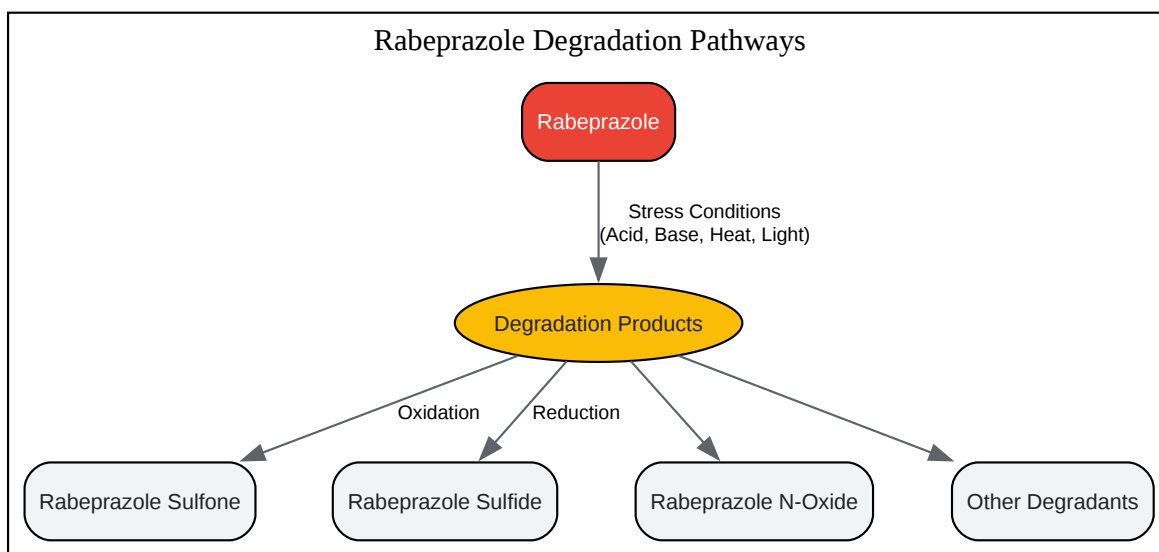 Rabeprazole Degradation Pathways
Rabeprazole
Stress Conditions
(Acid, Base, Heat, Light)
Degradation Products
Oxidation
Reduction
Rabeprazole Sulfone
Rabeprazole Sulfide
Rabeprazole N-Oxide
Other Degradants